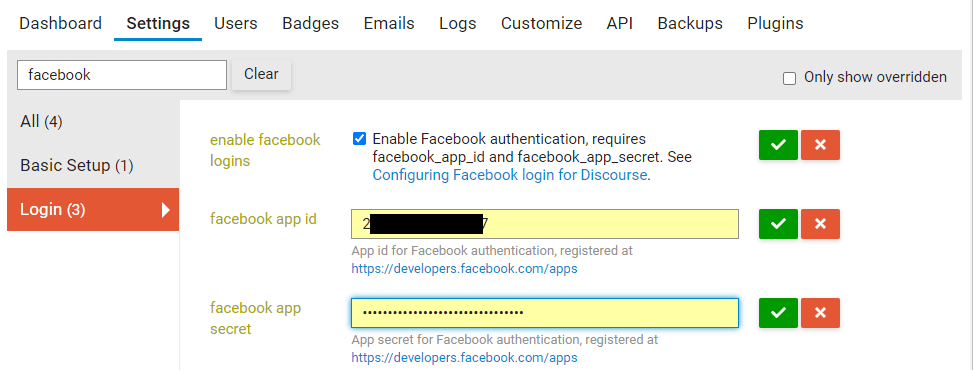 Dashboard Settings Users Badges Emails Logs Customize API Backups Plugins
facebook Clear Only show overridden
All (4)
Basic Setup (1)
Login (3)
enable facebook
logins
Enable Facebook authentication, requires
facebook_app_id and facebook_app_secret. See
Configuring Facebook login for Discourse.
facebook app id
2 7
App id for Facebook authentication, registered at
https://developers.facebook.com/apps
facebook app
secret
••••••••••••••••••••••••••••••••
App secret for Facebook authentication, registered at
https://developers.facebook.com/apps